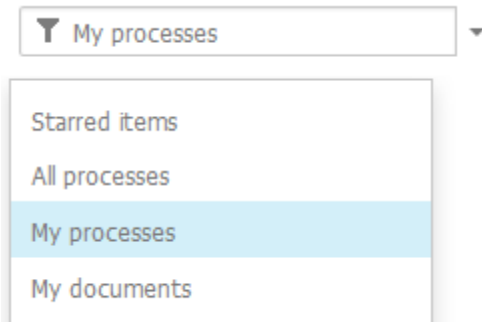 My processes
Starred items
All processes
My processes
My documents